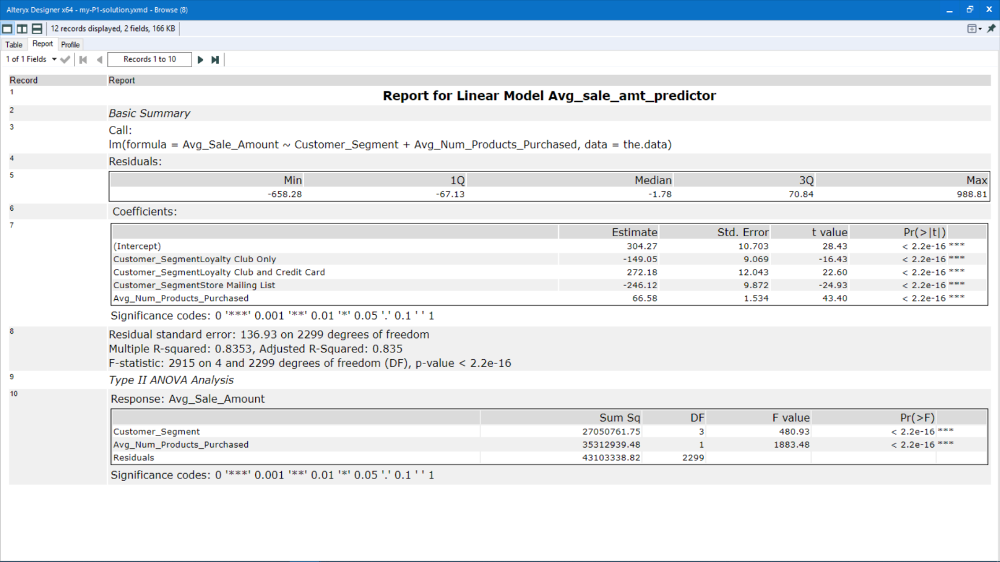 Alteryx Designer x64 - my-P1-solution.yxmd - Browse (8)
12 records displayed, 2 fields, 166 KB
Table Report Profile
1 of 1 Fields Records 1 to 10
Record Report
1 Report for Linear Model Avg_sale_amt_predictor
2 Basic Summary
3 Call:
lm(formula = Avg_Sale_Amount ~ Customer_Segment + Avg_Num_Products_Purchased, data = the.data)
4 Residuals:
5 Min 1Q Median 3Q Max
-658.28 -67.13 -1.78 70.84 988.81
6 Coefficients:
7 Estimate Std. Error t value Pr(>|t|)
(Intercept) 304.27 10.703 28.43 < 2.2e-16 ***
Customer_SegmentLoyalty Club Only -149.05 9.069 -16.43 < 2.2e-16 ***
Customer_SegmentLoyalty Club and Credit Card 272.18 12.043 22.60 < 2.2e-16 ***
Customer_SegmentStore Mailing List -246.12 9.872 -24.93 < 2.2e-16 ***
Avg_Num_Products_Purchased 66.58 1.534 43.40 < 2.2e-16 ***
Significance codes: 0 '***' 0.001 '**' 0.01 '*' 0.05 '.' 0.1 ' ' 1
8 Residual standard error: 136.93 on 2299 degrees of freedom
Multiple R-squared: 0.8353, Adjusted R-Squared: 0.835
F-statistic: 2915 on 4 and 2299 degrees of freedom (DF), p-value < 2.2e-16
9 Type II ANOVA Analysis
10 Response: Avg_Sale_Amount
Sum Sq DF F value Pr(>F)
Customer_Segment 27050761.75 3 480.93 < 2.2e-16 ***
Avg_Num_Products_Purchased 35312939.48 1 1883.48 < 2.2e-16 ***
Residuals 43103338.82 2299
Significance codes: 0 '***' 0.001 '**' 0.01 '*' 0.05 '.' 0.1 ' ' 1